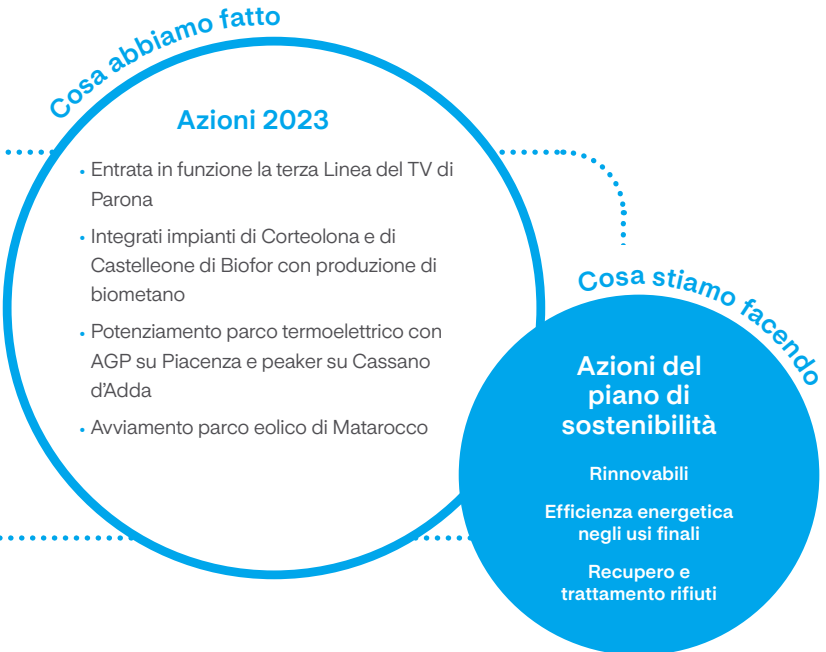 Cosa abbiamo fatto
Azioni 2023
• Entrata in funzione la terza Linea del TV di
Parona
• Integrati impianti di Corteolona e di
Castelleone di Biofor con produzione di
biometano
• Potenziamento parco termoelettrico con
AGP su Piacenza e peaker su Cassano
d'Adda
• Avviamento parco eolico di Matarocco
Cosa stiamo facendo
Azioni del
piano di
sostenibilità
Rinnovabili
Efficienza energetica
negli usi finali
Recupero e
trattamento rifiuti